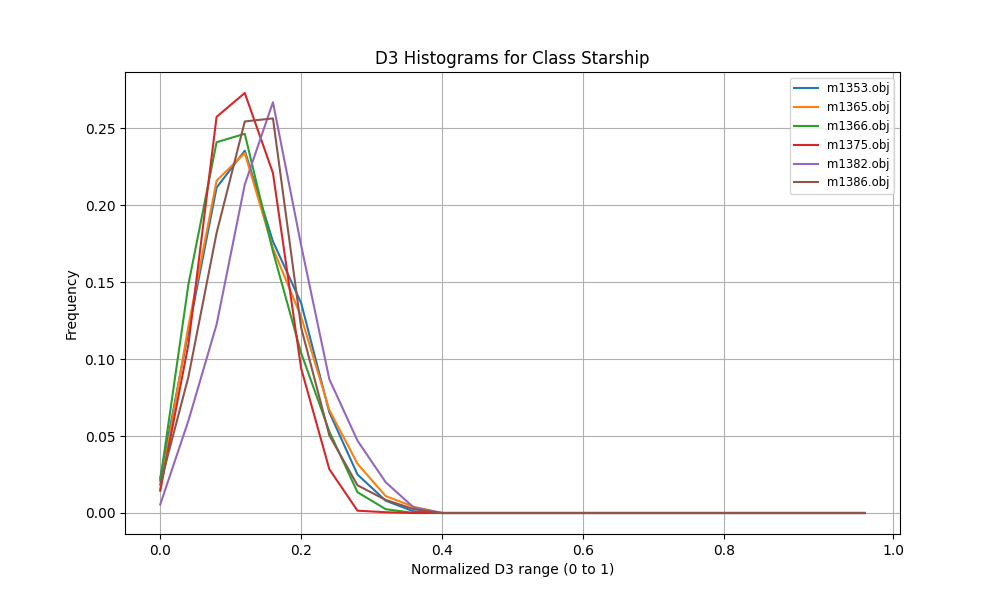 D3 Histograms for Class Starship
m1353.obj
m1365.obj
m1366.obj
m1375.obj
m1382.obj
m1386.obj
Frequency
0.25
0.20
0.15
0.10
0.05
0.00
0.0 0.2 0.4 0.6 0.8 1.0
Normalized D3 range (0 to 1)